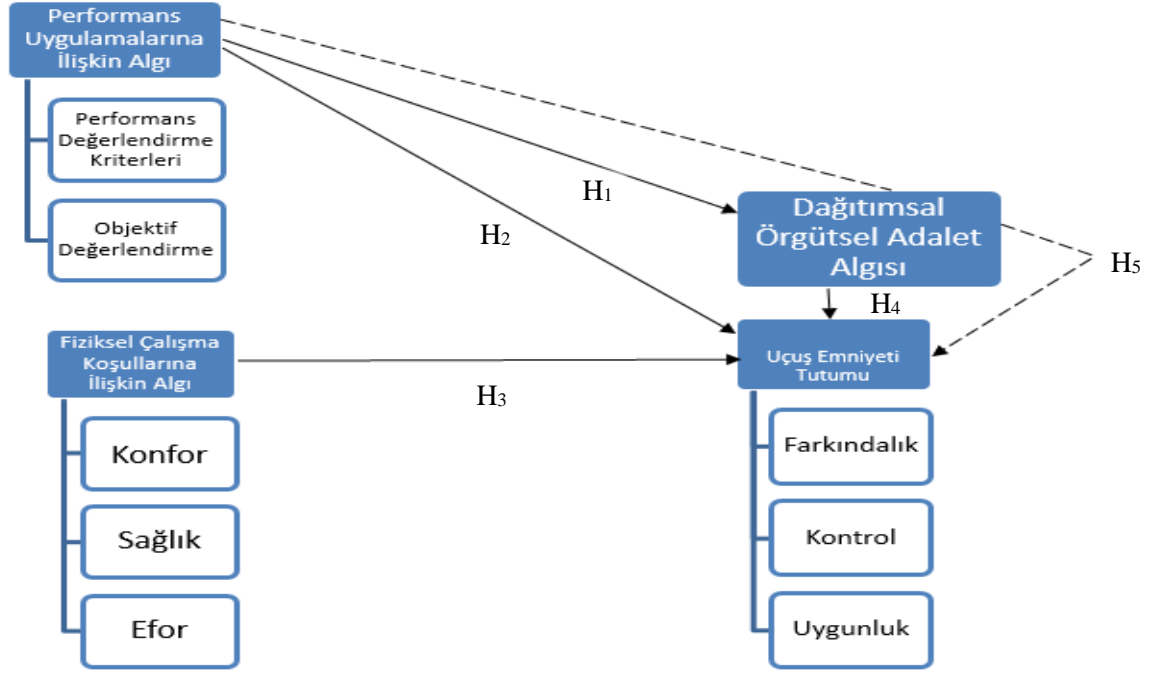 Performans
Uygulamalarına
İlişkin Algı
Performans
Değerlendirme
Kriterleri
Objektif
Değerlendirme
H1
H2
Dağıtımsal
Örgütsel Adalet
Algısı
H5
H4
Fiziksel Çalışma
Koşullarına
İlişkin Algı
H3
Uçuş Emniyeti
Tutumu
Konfor
Sağlık
Efor
Farkındalık
Kontrol
Uygunluk